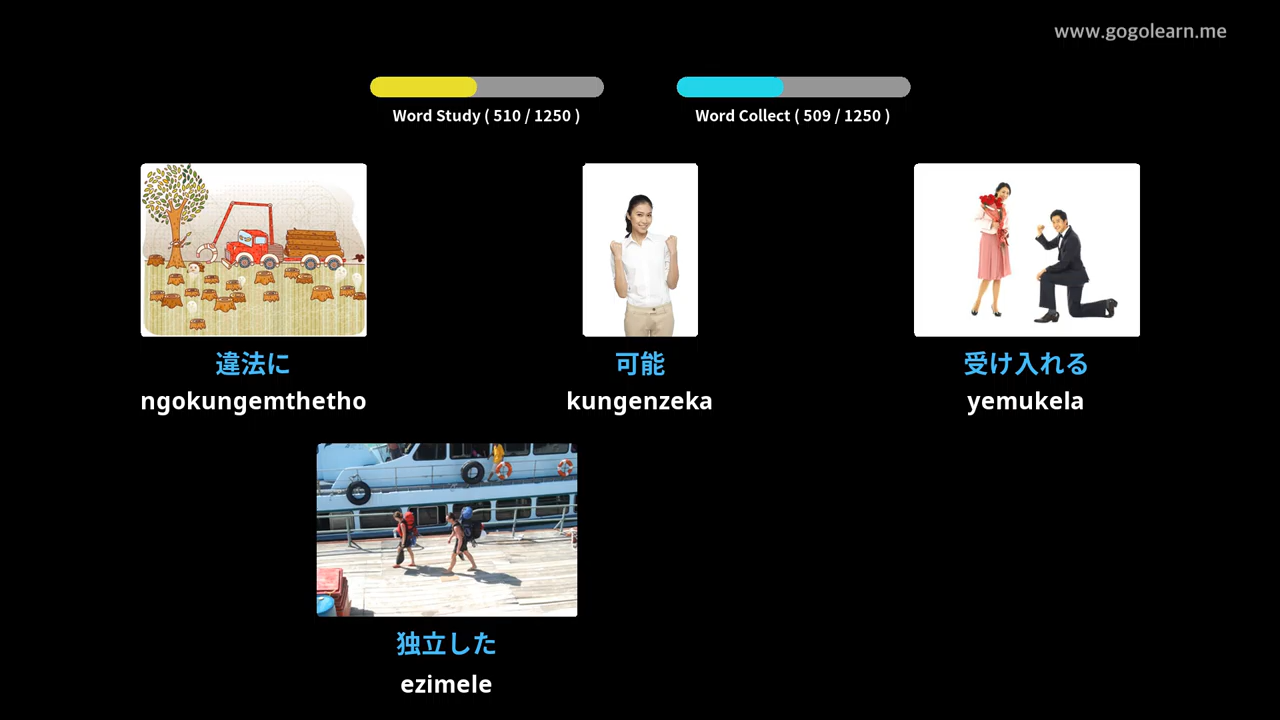 www.gogolearn.me
Word Study ( 510 / 1250 )
Word Collect ( 509 / 1250 )
違法に
ngokungemthetho
可能
kungenzeka
受け入れる
yemukela
独立した
ezimele